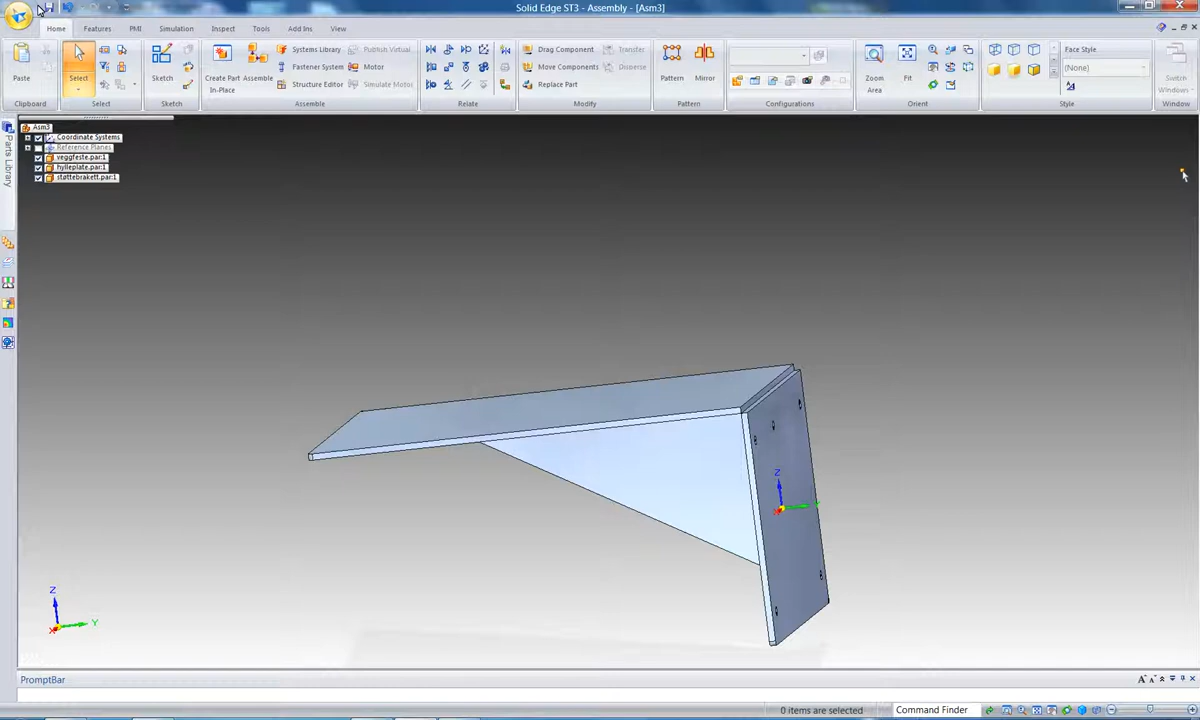 Solid Edge ST3 - Assembly - [Asm3]
Home Features PMI Simulation Inspect Tools Add Ins View
Paste
Clipboard
Select
Select
Sketch
Sketch
Create Part In-Place
Assembly
Systems Library
Fastener System
Structure Editor
Publish Virtual
Motor
Simulate Motor
Assemble
Relate
Drag Component
Move Components
Replace Part
Transfer
Disperse
Modify
Pattern
Mirror
Pattern
Configurations
Zoom Area
Fit
Orient
Face Style
(None)
Style
Switch Windows
Window
Parts Library
Asm3
Coordinate Systems
Reference Planes
veggfeste.par:1
hylleplate.par:1
støttebrakett.par:1
Z
Z
Y
X
PromptBar
0 items are selected
Command Finder